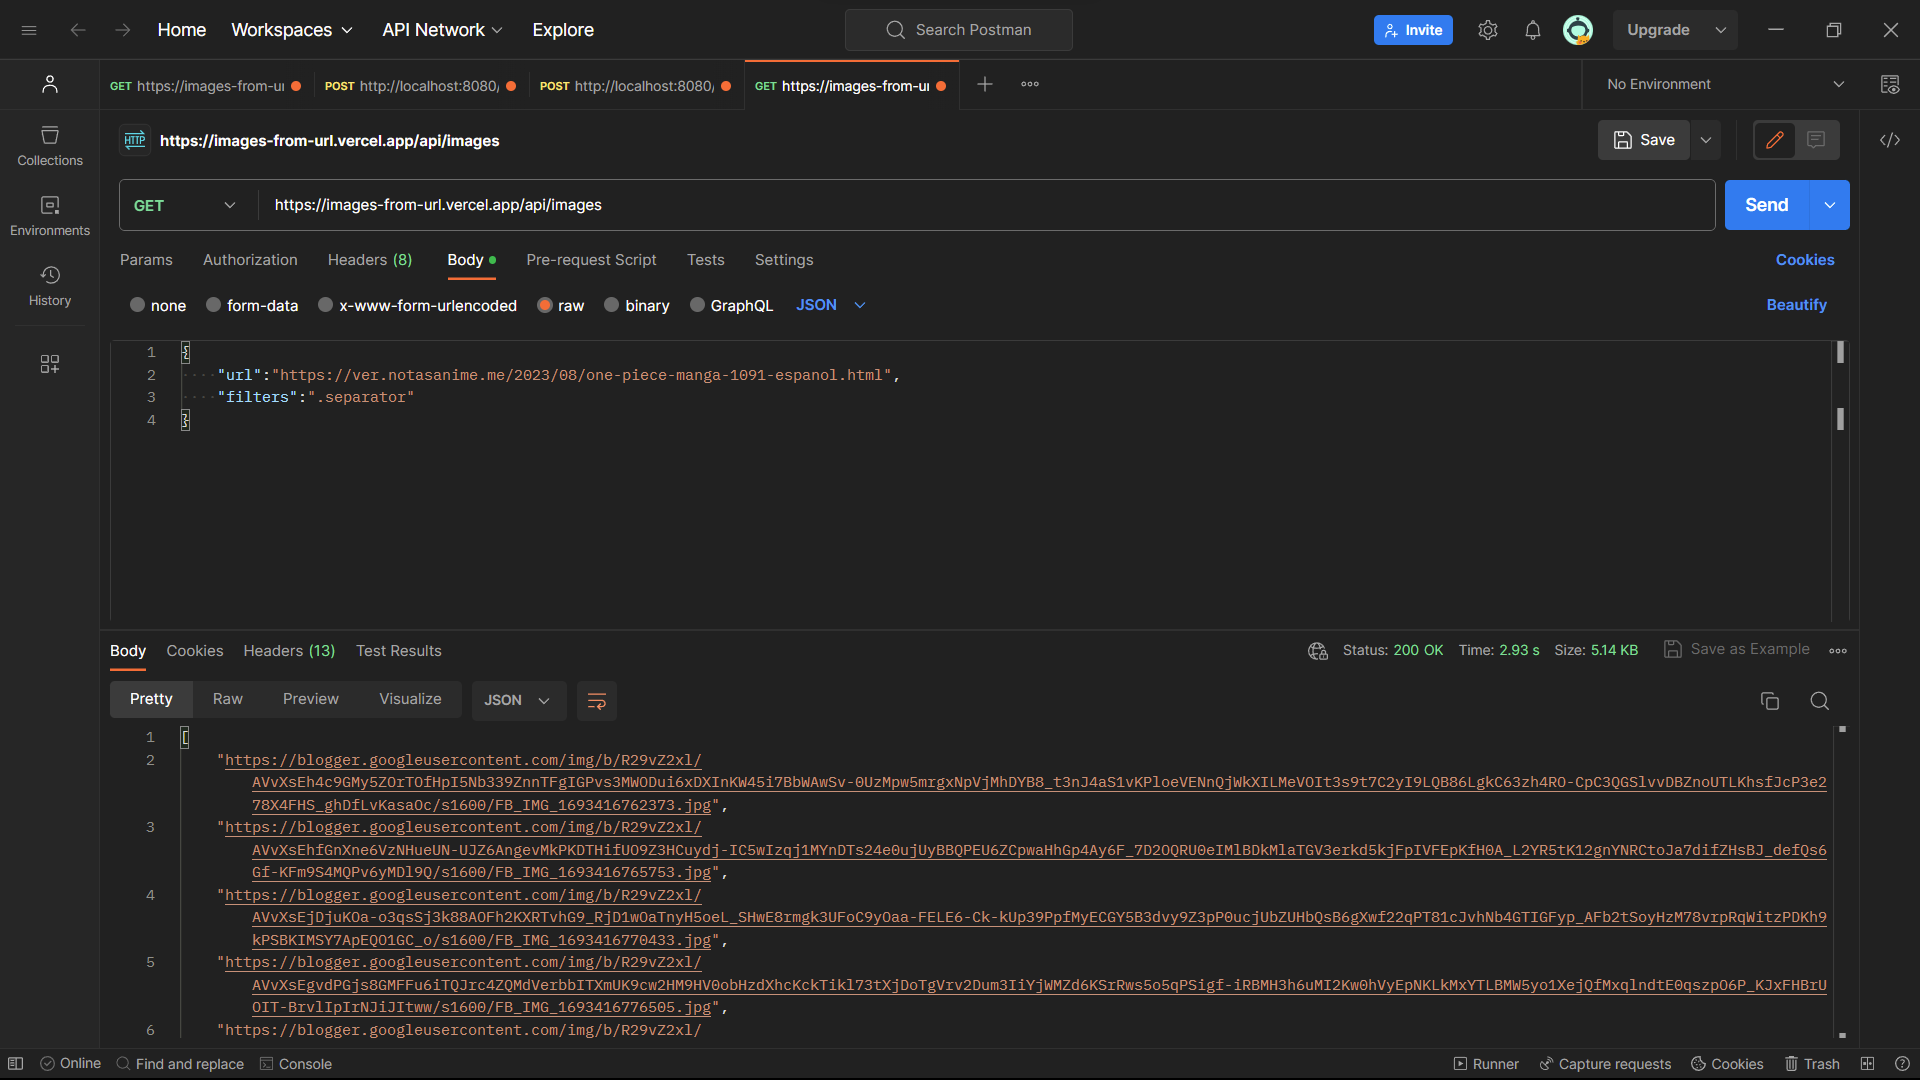 Home Workspaces API Network Explore Search Postman Invite Upgrade
GET https://images-from-ur POST http://localhost:8080/ POST http://localhost:8080/ GET https://images-from-ur No Environment
HTTP https://images-from-url.vercel.app/api/images Save
Collections
Environments
History
GET https://images-from-url.vercel.app/api/images Send
Params Authorization Headers (8) Body Pre-request Script Tests Settings Cookies
none form-data x-www-form-urlencoded raw binary GraphQL JSON Beautify
1 {
2 "url":"https://ver.notasanime.me/2023/08/one-piece-manga-1091-espanol.html",
3 "filters":".separator"
4 }
Body Cookies Headers (13) Test Results Status: 200 OK Time: 2.93 s Size: 5.14 KB Save as Example
Pretty Raw Preview Visualize JSON
1 [
2 "https://blogger.googleusercontent.com/img/b/R29vZ2xl/
AVvXsEh4c9GMy5ZOrTOfHpI5Nb339ZnnTFgIGPvs3MWODui6xDXInKW45i7BbWAwSv-0UzMpw5mrgxNpVjMhDYB8_t3nJ4aS1vKPloeVENnQjWkXILMeVOIt3s9t7C2yI9LQB86LgkC63zh4RO-CpC3QGSlvvDBZnoUTLKhsfJcP3e2
78X4FHS_ghDfLvKasaOc/s1600/FB_IMG_1693416762373.jpg",
3 "https://blogger.googleusercontent.com/img/b/R29vZ2xl/
AVvXsEhfGnXne6VzNHueUN-UJZ6AngevMkPKDTHifUO9Z3HCuydj-IC5wIzqj1MYnDTs24e0ujUyBBQPEU6ZCpwaHhGp4Ay6F_7D2OQRU0eIMlBDkMlaTGV3erkd5kjFpIVFEpKfH0A_L2YR5tK12gnYNRCtoJa7difZHsBJ_defQs6
Gf-KFm9S4MQPv6yMDl9Q/s1600/FB_IMG_1693416765753.jpg",
4 "https://blogger.googleusercontent.com/img/b/R29vZ2xl/
AVvXsEjDjuKOa-o3qsSj3k88AOFh2KXRTvhG9_RjD1wOaTnyH5oeL_SHwE8rmgk3UFoC9yOaa-FELE6-Ck-kUp39PpfMyECGY5B3dvy9Z3pP0ucjUbZUHbQsB6gXwf22qPT81cJvhNb4GTIGFyp_AFb2tSoyHzM78vrpRqWitzPDKh9
kPSBKIMSY7ApEQO1GC_o/s1600/FB_IMG_1693416770433.jpg",
5 "https://blogger.googleusercontent.com/img/b/R29vZ2xl/
AVvXsEgvdPGjs8GMFFu6iTQJrc4ZQMdVerbbITXmUK9cw2HM9HV0obHzdXhcKckTikl73tXjDoTgVrv2Dum3IiYjWMZd6KSrRws5o5qPSigf-iRBMH3h6uMI2Kw0hVyEpNKLkMxYTLBMW5yo1XejQfMxqlndtE0qszpO6P_KJxFHBrU
OIT-BrvlIpIrNJiJItww/s1600/FB_IMG_1693416776505.jpg",
6 "https://blogger.googleusercontent.com/img/b/R29vZ2xl/
Online Find and replace Console Runner Capture requests Cookies Trash